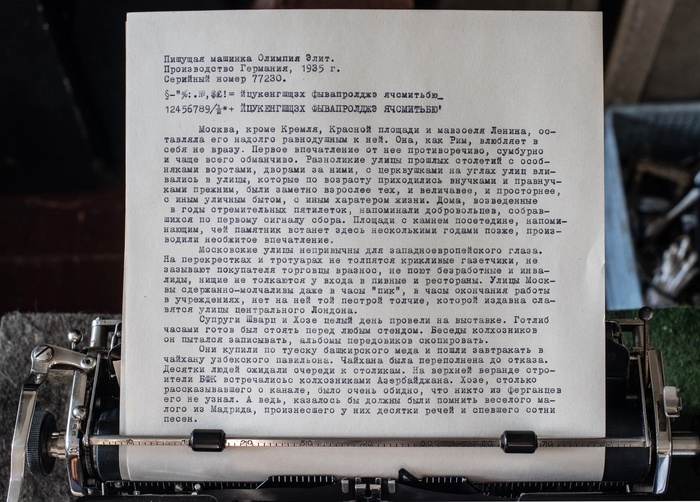 Пишущая машинка Олимпия Элит.
Производство Германия, 1935 г.
Серийный номер 77230.
§-"%:.№,$£!= йцукенгшщзх фывапролджэ ячсмитьбю_
12456789/½*+ ЙЦУКЕНГШЩЗХ ФЫВАПРОЛДЖЭ ЯЧСМИТЬБЮ'
Москва, кроме Кремля, Красной площади и мавзолея Ленина, ос-
тавляла его надолго равнодушным к ней. Она, как Рим, влюбляет в
себя не вразу. Первое впечатление от нее противоречиво, сумбурно
и чаще всего обманчиво. Разноликие улицы прошлых столетий с особ-
няками воротами, дворами за ними, с церквушками на углах улиц вли-
вались в улицы, которые по возрасту приходились внучками и правнуч-
ками прежним, были заметно взрослее тех, и величавее, и просторнее,
с иным уличным бытом, с иным харатером жизни. Дома, возведенные
в годы стремительных пятилеток, напоминали добровольцев, собрав-
шихся по первому сигналу сбора. Площади с камнем посетедине, напоми-
нающим, чей памятник встанет здесь несколькими годами позже, произ-
водили необжитое впечатление.
Московские улицы непривычны для западноевропейского глаза.
На перекрестках и тротуарах не толпятся крикливые газетчики, не
зазывают покупателя торговцы вразнос, не поют безработные и инва-
лиды, нищие не толкаются у входа в пивные и рестораны. Улицы Моск-
вы сдержанно-молчаливы даже в часы "пик", в часы окончания работы
в учреждениях, нет на ней той пестрой толчие, которой издавна сла-
вятся улицы центрального Лондона.
Супруги Шварц и Хозе целый день провели на выставке. Готлиб
часами готов был стоять перед любым стендом. Беседы колхозников
он пытался записывать, альбомы передовиков скопировать.
Они купили по туеску башкирского меда и пошли завтракать в
чайхану узбекского павильона. Чайхана была переполнена до отказа.
Десятки людей ожидали очереди к столикам. На верхней веранде стро-
ители БФК встречались колхозниками Азербайджана. Хозе, столько
рассказывавшего о канале, было очень обидно, что никто из ферганцев
его не узнал. А ведь, казалось бы должны были помнить веселого ма-
лого из Мадрида, произнесшего у них десятки речей и спевшего сотни
песен.